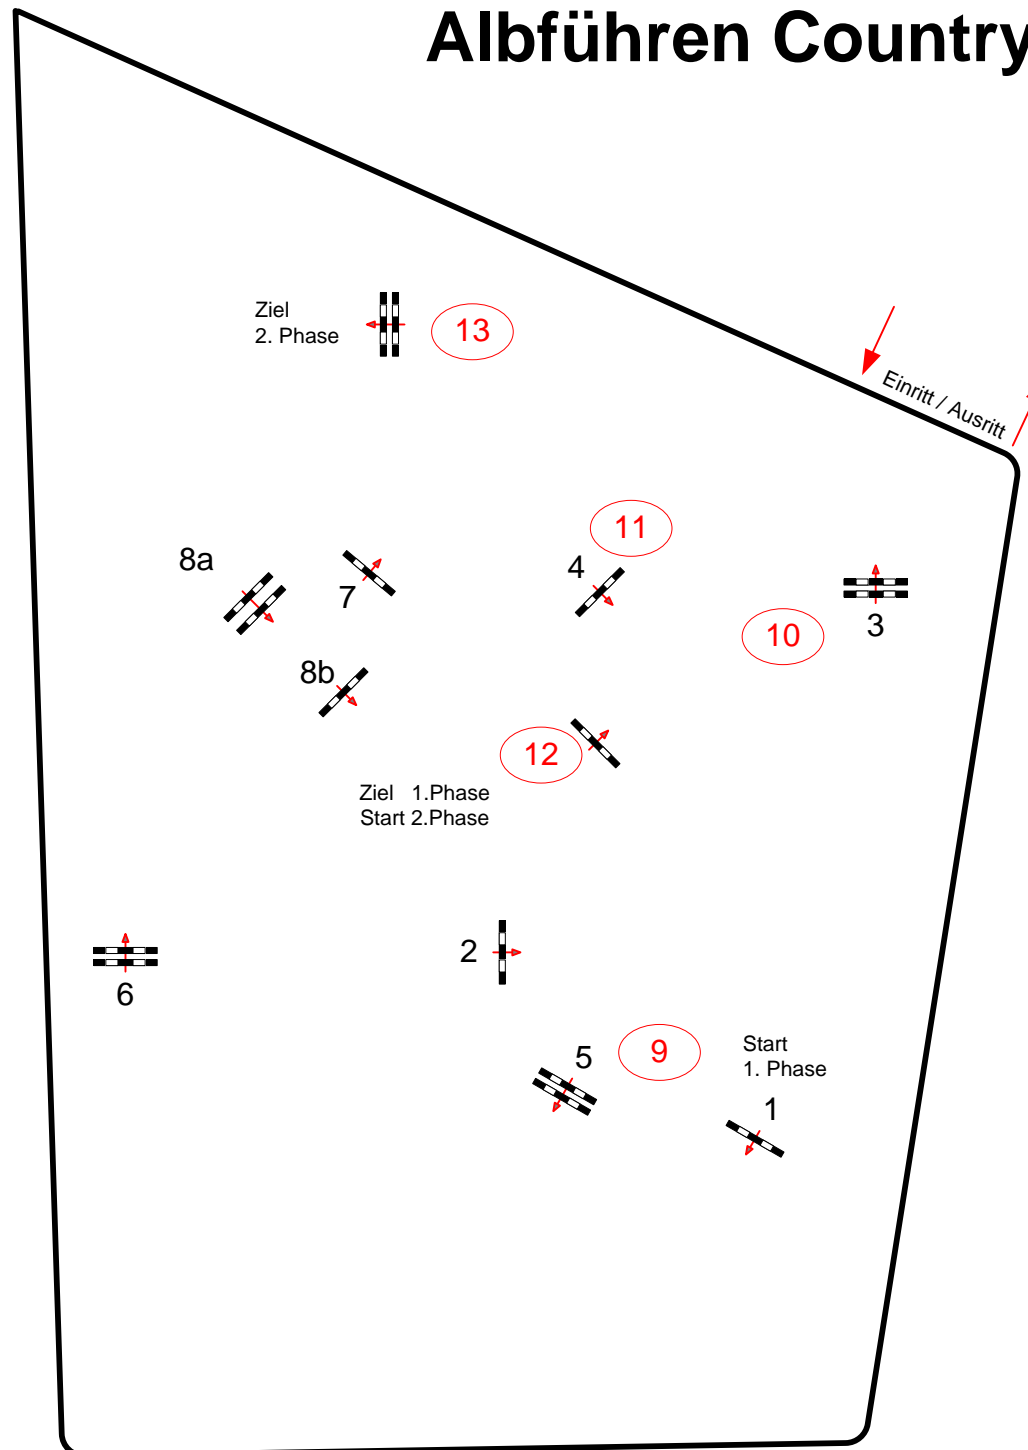 Albführen Country
Ziel
2. Phase
13
Einritt / Ausritt
11
8a
4
7
3
10
8b
12
Ziel 1.Phase
Start 2.Phase
2
6
9
5
Start
1. Phase
1